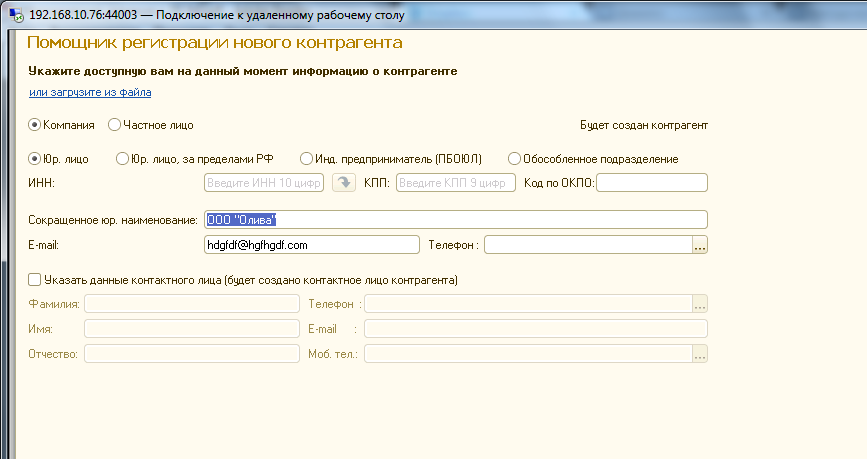 192.168.10.76:44003 — Подключение к удаленному рабочему столу
Помощник регистрации нового контрагента
Укажите доступную вам на данный момент информацию о контрагенте
или загрузите из файла
Компания Частное лицо Будет создан контрагент
Юр. лицо Юр. лицо, за пределами РФ Инд. предприниматель (ПБОЮЛ) Обособленное подразделение
ИНН: Введите ИНН 10 цифр КПП: Введите КПП 9 цифр Код по ОКПО:
Сокращенное юр. наименование: ООО "Олива"
E-mail: hdgfdf@hgfhgdf.com Телефон : ...
Указать данные контактного лица (будет создано контактное лицо контрагента)
Фамилия: Телефон : ...
Имя: E-mail :
Отчество: Моб. тел.: ...